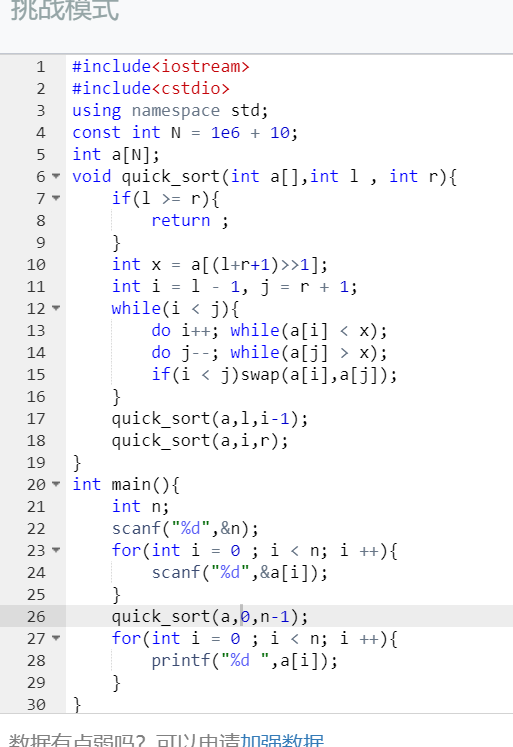 挑战模式
1 #include<iostream>
2 #include<cstdio>
3 using namespace std;
4 const int N = 1e6 + 10;
5 int a[N];
6 void quick_sort(int a[],int l , int r){
7     if(l >= r){
8         return ;
9     }
10     int x = a[(l+r+1)>>1];
11     int i = l - 1, j = r + 1;
12     while(i < j){
13         do i++; while(a[i] < x);
14         do j--; while(a[j] > x);
15         if(i < j)swap(a[i],a[j]);
16     }
17     quick_sort(a,l,i-1);
18     quick_sort(a,i,r);
19 }
20 int main(){
21     int n;
22     scanf("%d",&n);
23     for(int i = 0 ; i < n; i ++){
24         scanf("%d",&a[i]);
25     }
26     quick_sort(a,0,n-1);
27     for(int i = 0 ; i < n; i ++){
28         printf("%d ",a[i]);
29     }
30 }
数据有点弱吗？可以申请加强数据